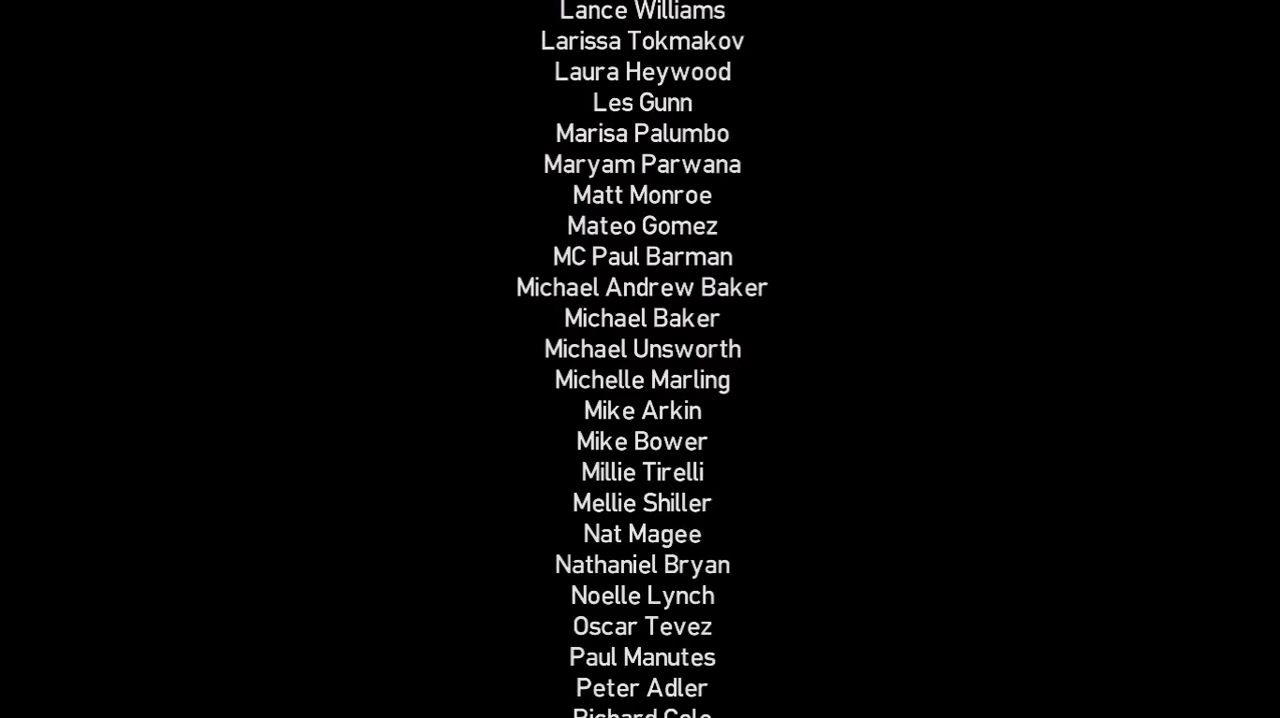 Lance Williams
Larissa Tokmakov
Laura Heywood
Les Gunn
Marisa Palumbo
Maryam Parwana
Matt Monroe
Mateo Gomez
MC Paul Barman
Michael Andrew Baker
Michael Baker
Michael Unsworth
Michelle Marling
Mike Arkin
Mike Bower
Millie Tirelli
Mellie Shiller
Nat Magee
Nathaniel Bryan
Noelle Lynch
Oscar Tevez
Paul Manutes
Peter Adler
Richard